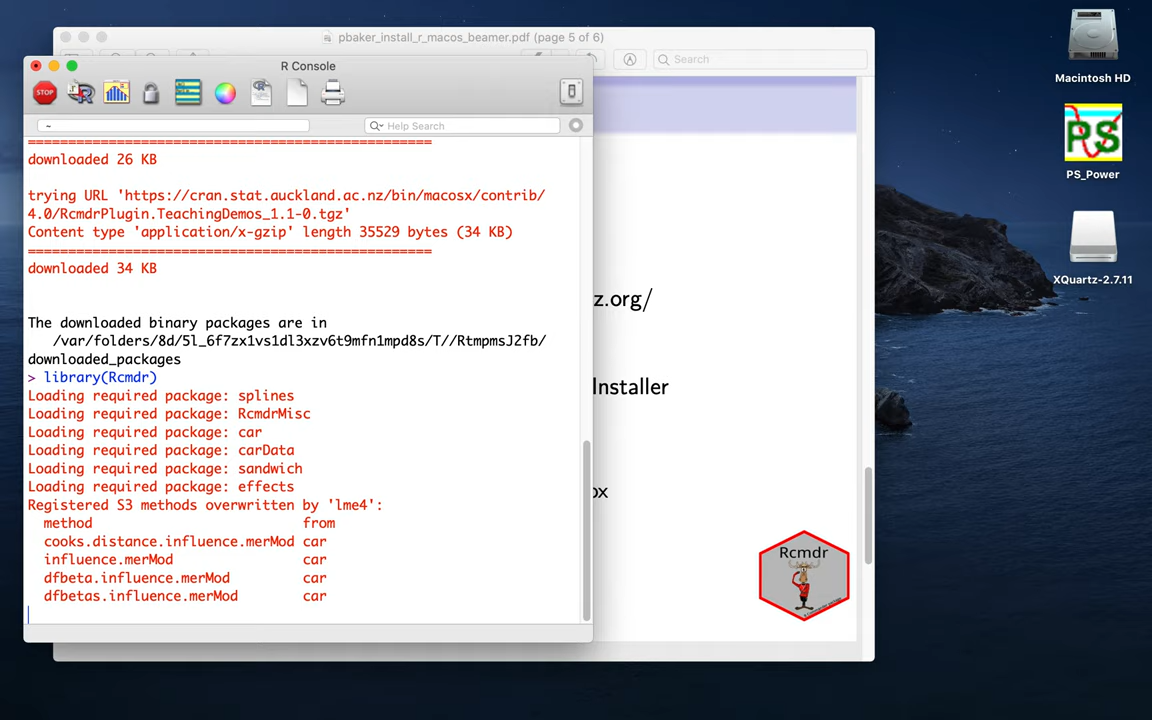 pbaker_install_r_macos_beamer.pdf (page 5 of 6)
Search
R Console
STOP
~
Help Search
==================================================
downloaded 26 KB
trying URL 'https://cran.stat.auckland.ac.nz/bin/macosx/contrib/
4.0/RcmdrPlugin.TeachingDemos_1.1-0.tgz'
Content type 'application/x-gzip' length 35529 bytes (34 KB)
==================================================
downloaded 34 KB
The downloaded binary packages are in
/var/folders/8d/5l_6f7zx1vs1dl3xzv6t9mfn1mpd8s/T//RtmpmsJ2fb/
downloaded_packages
> library(Rcmdr)
Loading required package: splines
Loading required package: RcmdrMisc
Loading required package: car
Loading required package: carData
Loading required package: sandwich
Loading required package: effects
Registered S3 methods overwritten by 'lme4':
method from
cooks.distance.influence.merMod car
influence.merMod car
dfbeta.influence.merMod car
dfbetas.influence.merMod car
z.org/
Installer
ox
Rcmdr
Macintosh HD
PS
PS_Power
XQuartz-2.7.11